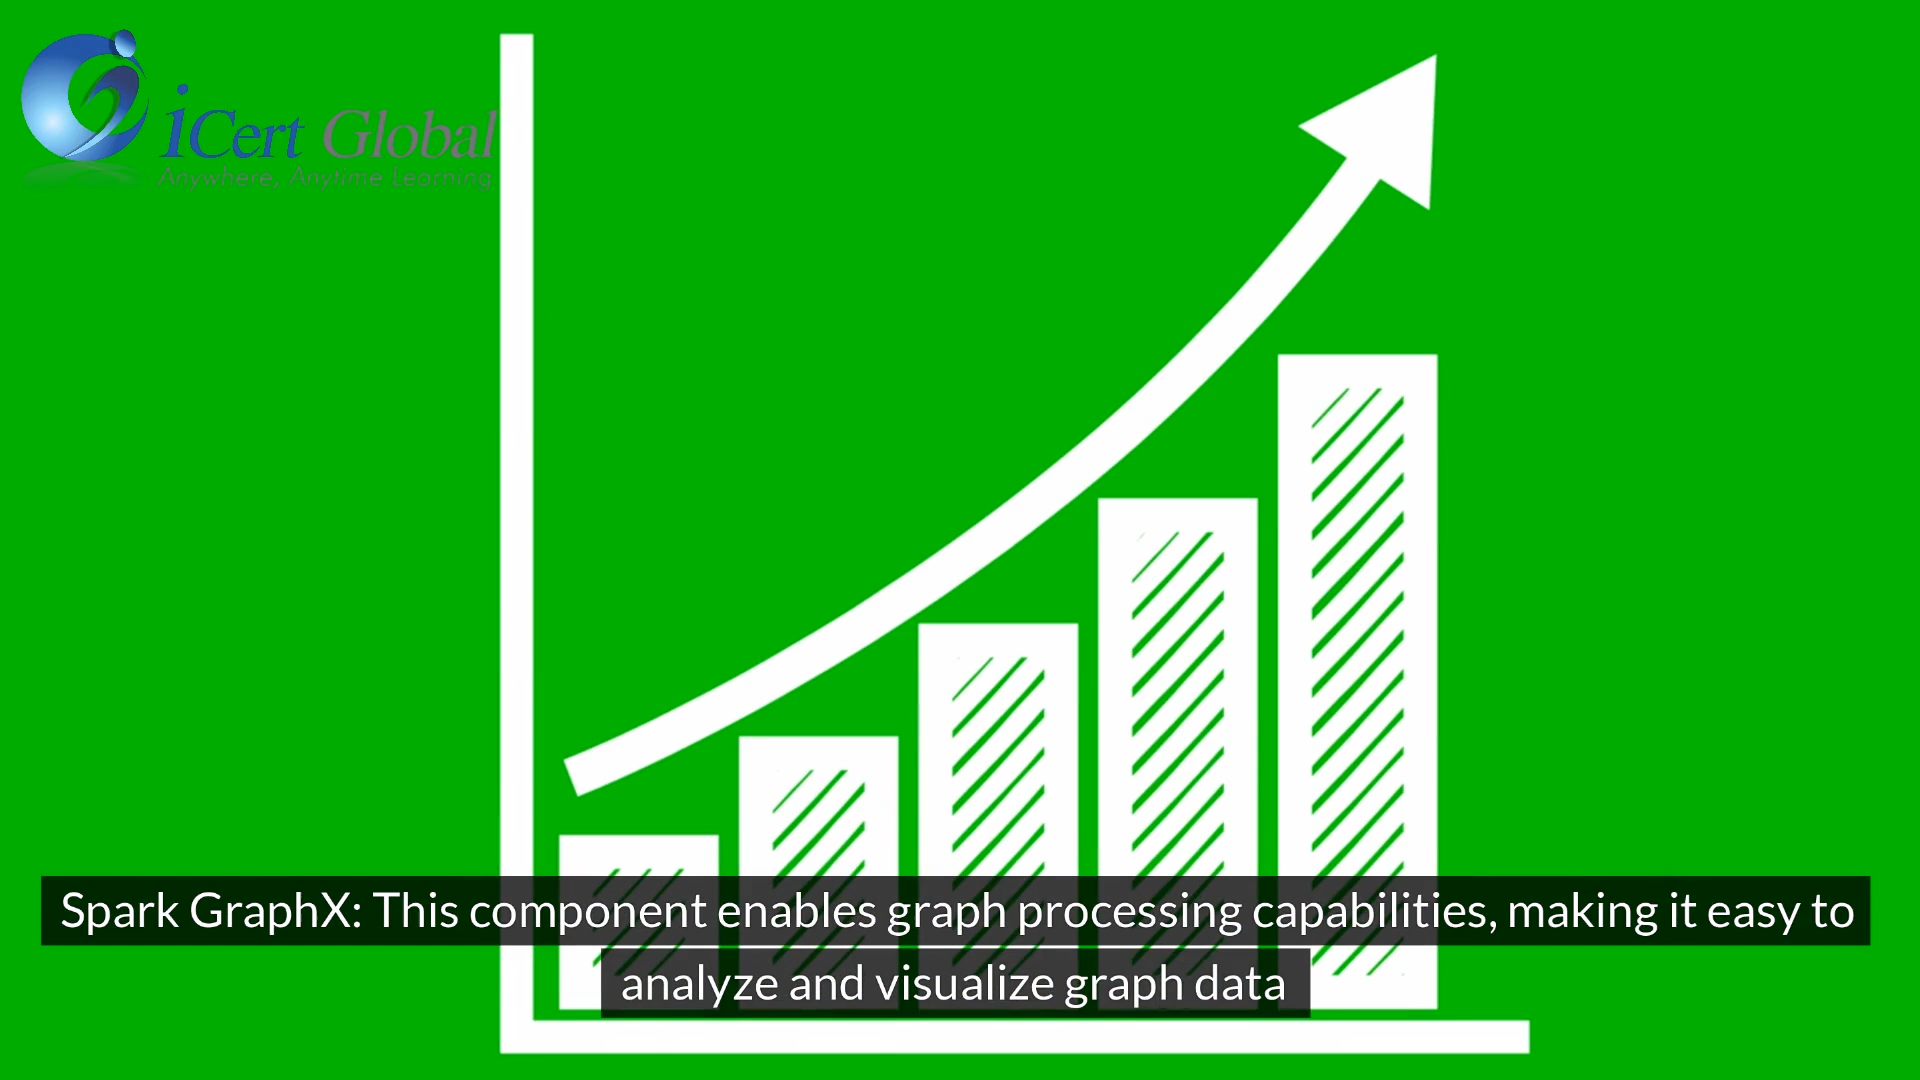 iCert Global
Anywhere, Anytime Learning
Spark GraphX: This component enables graph processing capabilities, making it easy to
analyze and visualize graph data